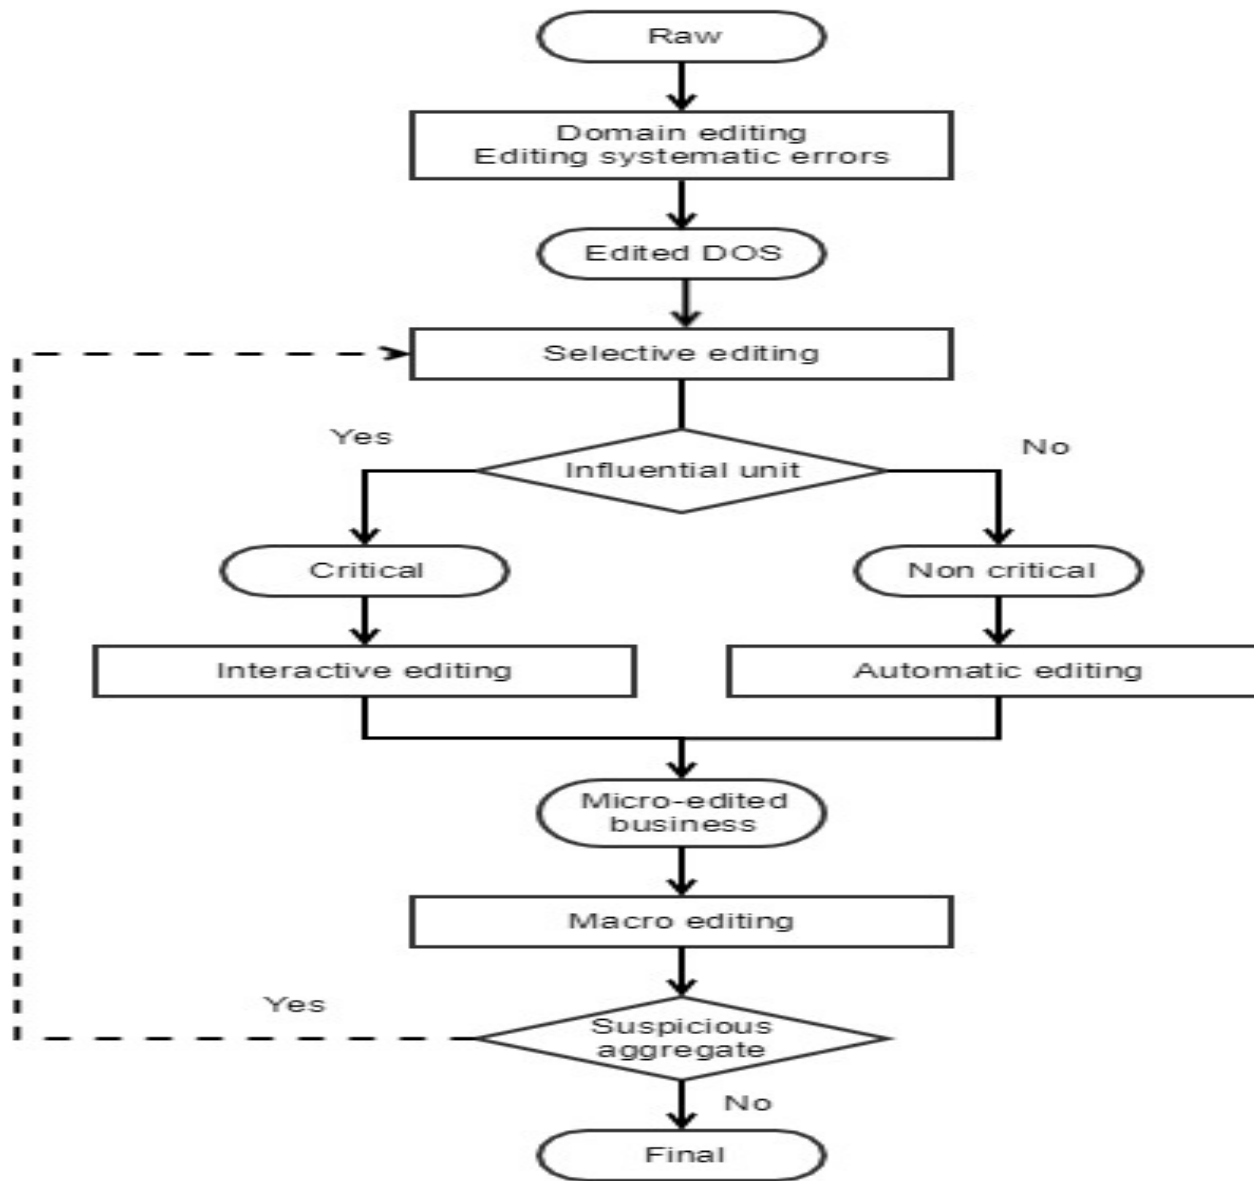 Raw
Domain editing
Editing systematic errors
Edited DOS
Selective editing
Yes
No
Influential unit
Critical
Non critical
Interactive editing
Automatic editing
Micro-edited
business
Macro editing
Yes
Suspicious
aggregate
No
Final